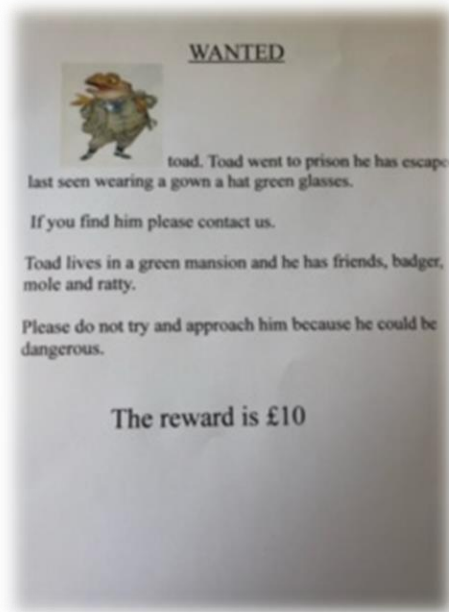 WANTED
toad. Toad went to prison he has escape
last seen wearing a gown a hat green glasses.
If you find him please contact us.
Toad lives in a green mansion and he has friends, badger,
mole and ratty.
Please do not try and approach him because he could be
dangerous.
The reward is £10